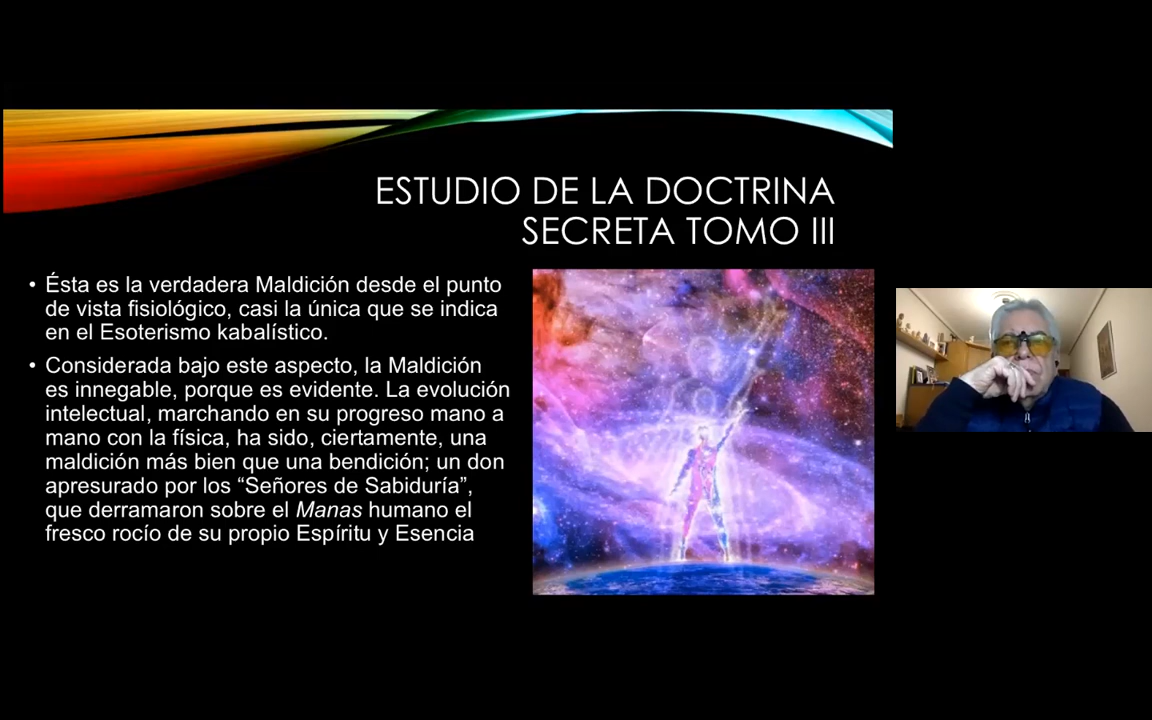 ESTUDIO DE LA DOCTRINA
SECRETA TOMO III
• Ésta es la verdadera Maldición desde el punto
de vista fisiológico, casi la única que se indica
en el Esoterismo kabalístico.
• Considerada bajo este aspecto, la Maldición
es innegable, porque es evidente. La evolución
intelectual, marchando en su progreso mano a
mano con la física, ha sido, ciertamente, una
maldición más bien que una bendición; un don
apresurado por los “Señores de Sabiduría”,
que derramaron sobre el Manas humano el
fresco rocío de su propio Espíritu y Esencia